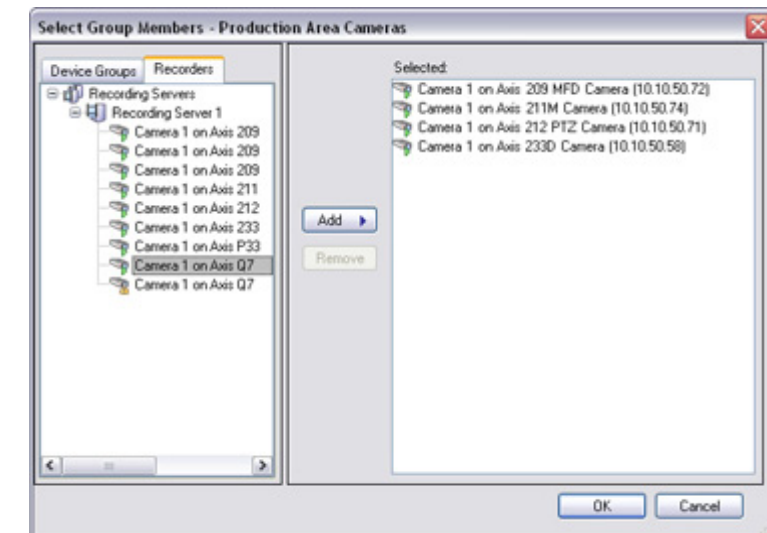 Select Group Members - Production Area Cameras
Device Groups
Recorders
Recording Servers
Recording Server 1
Camera 1 on Axis 209
Camera 1 on Axis 209
Camera 1 on Axis 209
Camera 1 on Axis 211
Camera 1 on Axis 212
Camera 1 on Axis 233
Camera 1 on Axis P33
Camera 1 on Axis Q7
Camera 1 on Axis Q7
Add
Remove
Selected:
Camera 1 on Axis 209 MFD Camera (10.10.50.72)
Camera 1 on Axis 211M Camera (10.10.50.74)
Camera 1 on Axis 212 PTZ Camera (10.10.50.71)
Camera 1 on Axis 233D Camera (10.10.50.58)
OK
Cancel